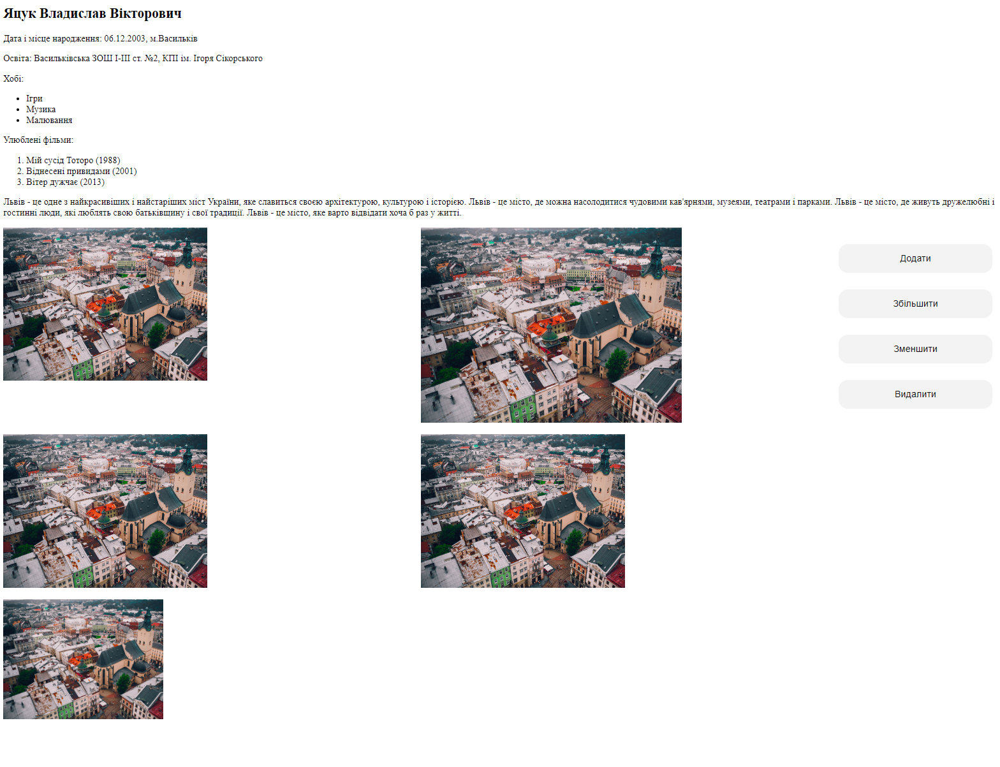 Яцук Владислав Вікторович
Дата і місце народження: 06.12.2003, м.Васильків
Освіта: Васильківська ЗОШ І-ІІІ ст. №2, КПІ ім. Ігоря Сікорського
Хобі:
• Ігри
• Музика
• Малювання
Улюблені фільми:
1. Мій сусід Тоторо (1988)
2. Віднесені привидами (2001)
3. Вітер дужчає (2013)
Львів - це одне з найкрасивіших і найстаріших міст України, яке славиться своєю архітектурою, культурою і історією. Львів - це місто, де можна насолодитися чудовими кав'ярнями, музеями, театрами і парками. Львів - це місто, де живуть дружелюбні і
гостинні люди, які люблять свою батьківщину і свої традиції. Львів - це місто, яке варто відвідати хоча б раз у житті.
Додати
Збільшити
Зменшити
Видалити